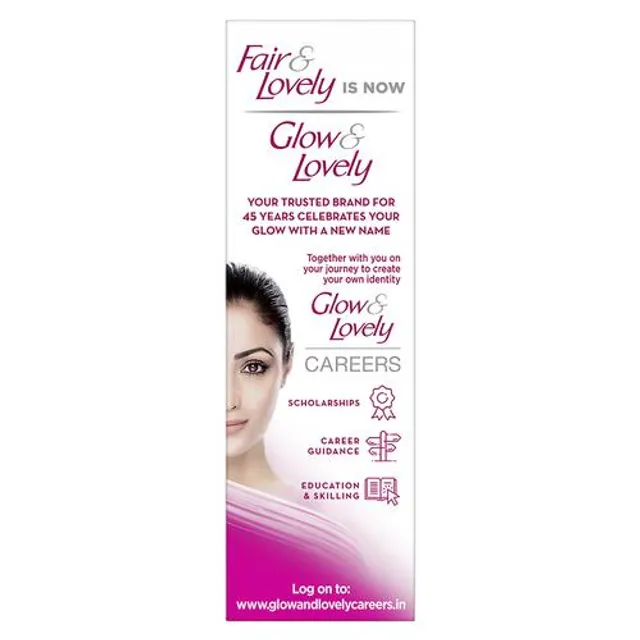 Fair &
Lovely IS NOW
Glow &
Lovely
YOUR TRUSTED BRAND FOR
45 YEARS CELEBRATES YOUR
GLOW WITH A NEW NAME
Together with you on
your journey to create
your own identity
Glow &
Lovely
CAREERS
SCHOLARSHIPS
CAREER
GUIDANCE
EDUCATION
& SKILLING
Log on to:
www.glowandlovelycareers.in